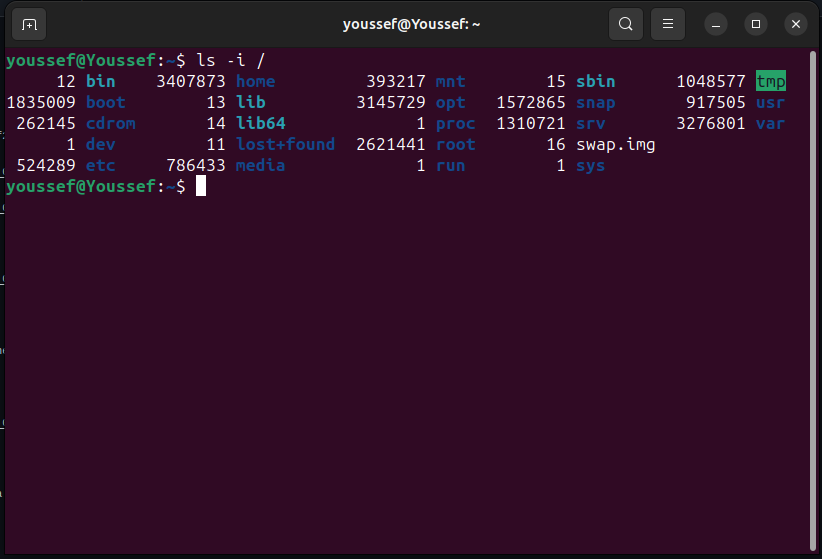 youssef@Youssef: ~
youssef@Youssef:~$ ls -i /
12 bin 3407873 home 393217 mnt 15 sbin 1048577 tmp
1835009 boot 13 lib 3145729 opt 1572865 snap 917505 usr
262145 cdrom 14 lib64 1 proc 1310721 srv 3276801 var
1 dev 11 lost+found 2621441 root 16 swap.img
524289 etc 786433 media 1 run 1 sys
youssef@Youssef:~$